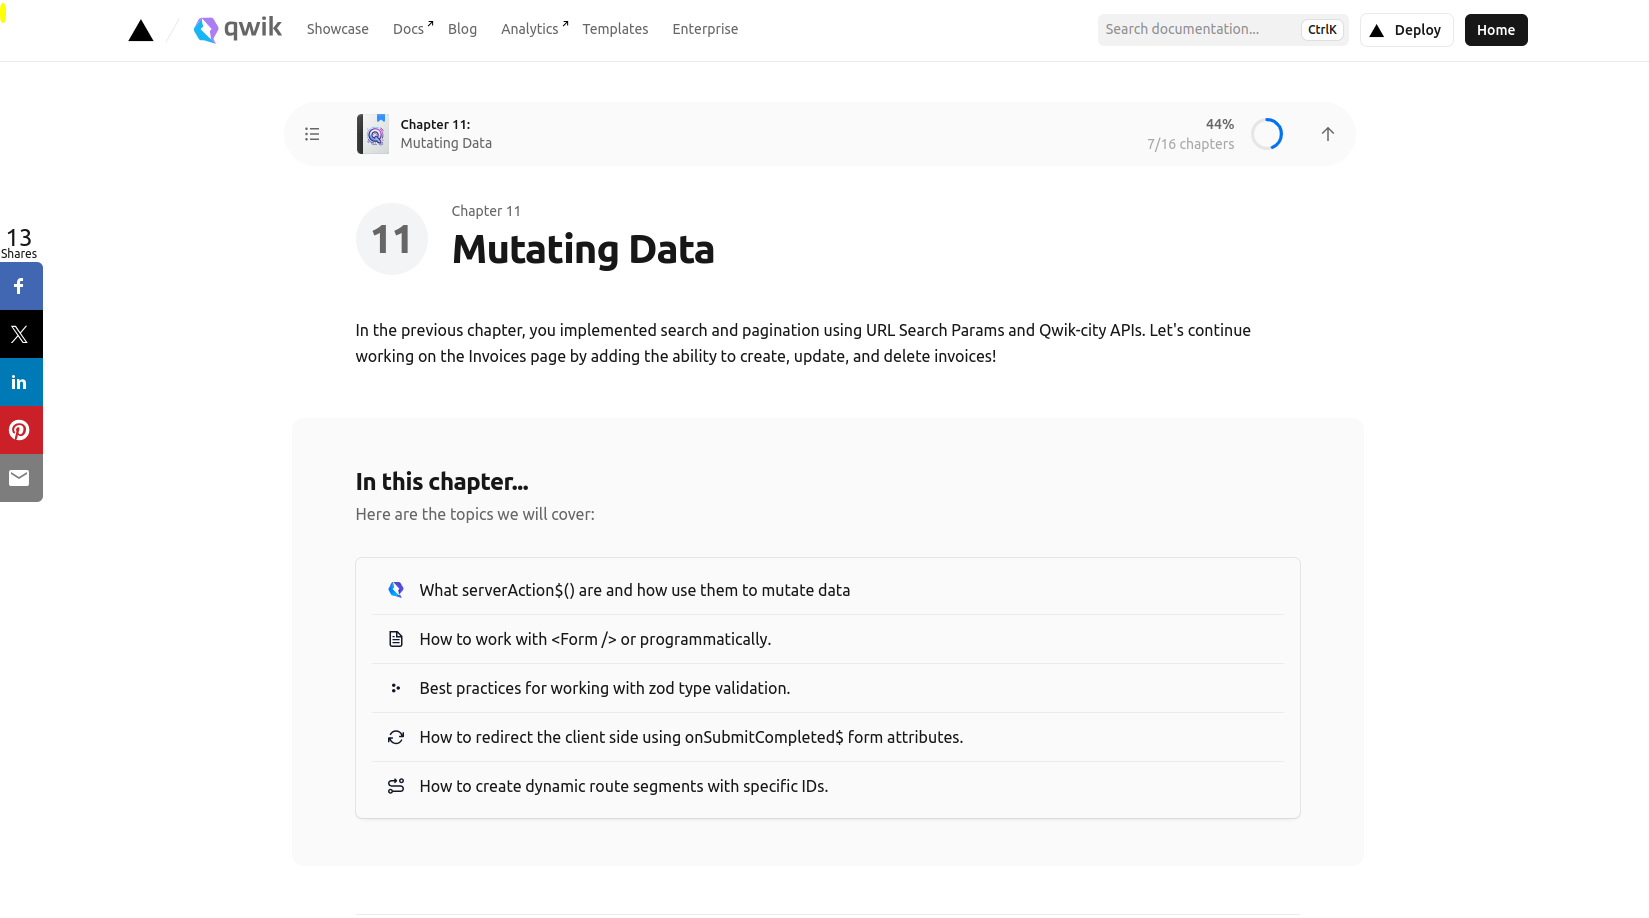 qwik
Showcase
Docs
Blog
Analytics
Templates
Enterprise
Search documentation...
CtrlK
Deploy
Home
Chapter 11:
Mutating Data
44%
7/16 chapters
13
Shares
11
Chapter 11
Mutating Data
In the previous chapter, you implemented search and pagination using URL Search Params and Qwik-city APIs. Let's continue
working on the Invoices page by adding the ability to create, update, and delete invoices!
In this chapter...
Here are the topics we will cover:
What serverAction$() are and how use them to mutate data
How to work with <Form /> or programmatically.
Best practices for working with zod type validation.
How to redirect the client side using onSubmitCompleted$ form attributes.
How to create dynamic route segments with specific IDs.